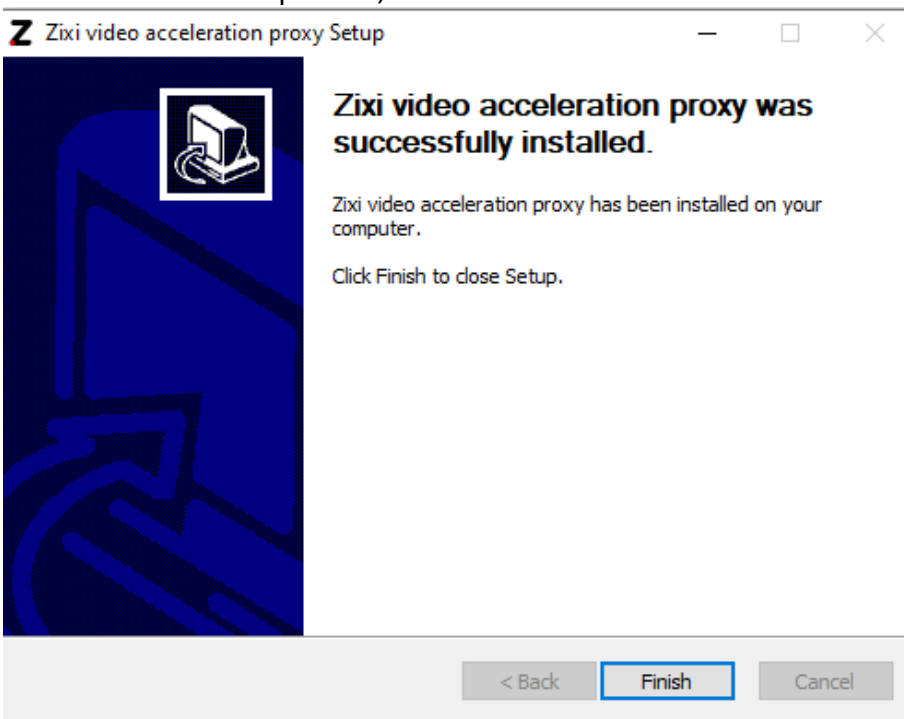 Zixi video acceleration proxy Setup
Zixi video acceleration proxy was
successfully installed.
Zixi video acceleration proxy has been installed on your
computer.
Click Finish to close Setup.
< Back
Finish
Cancel